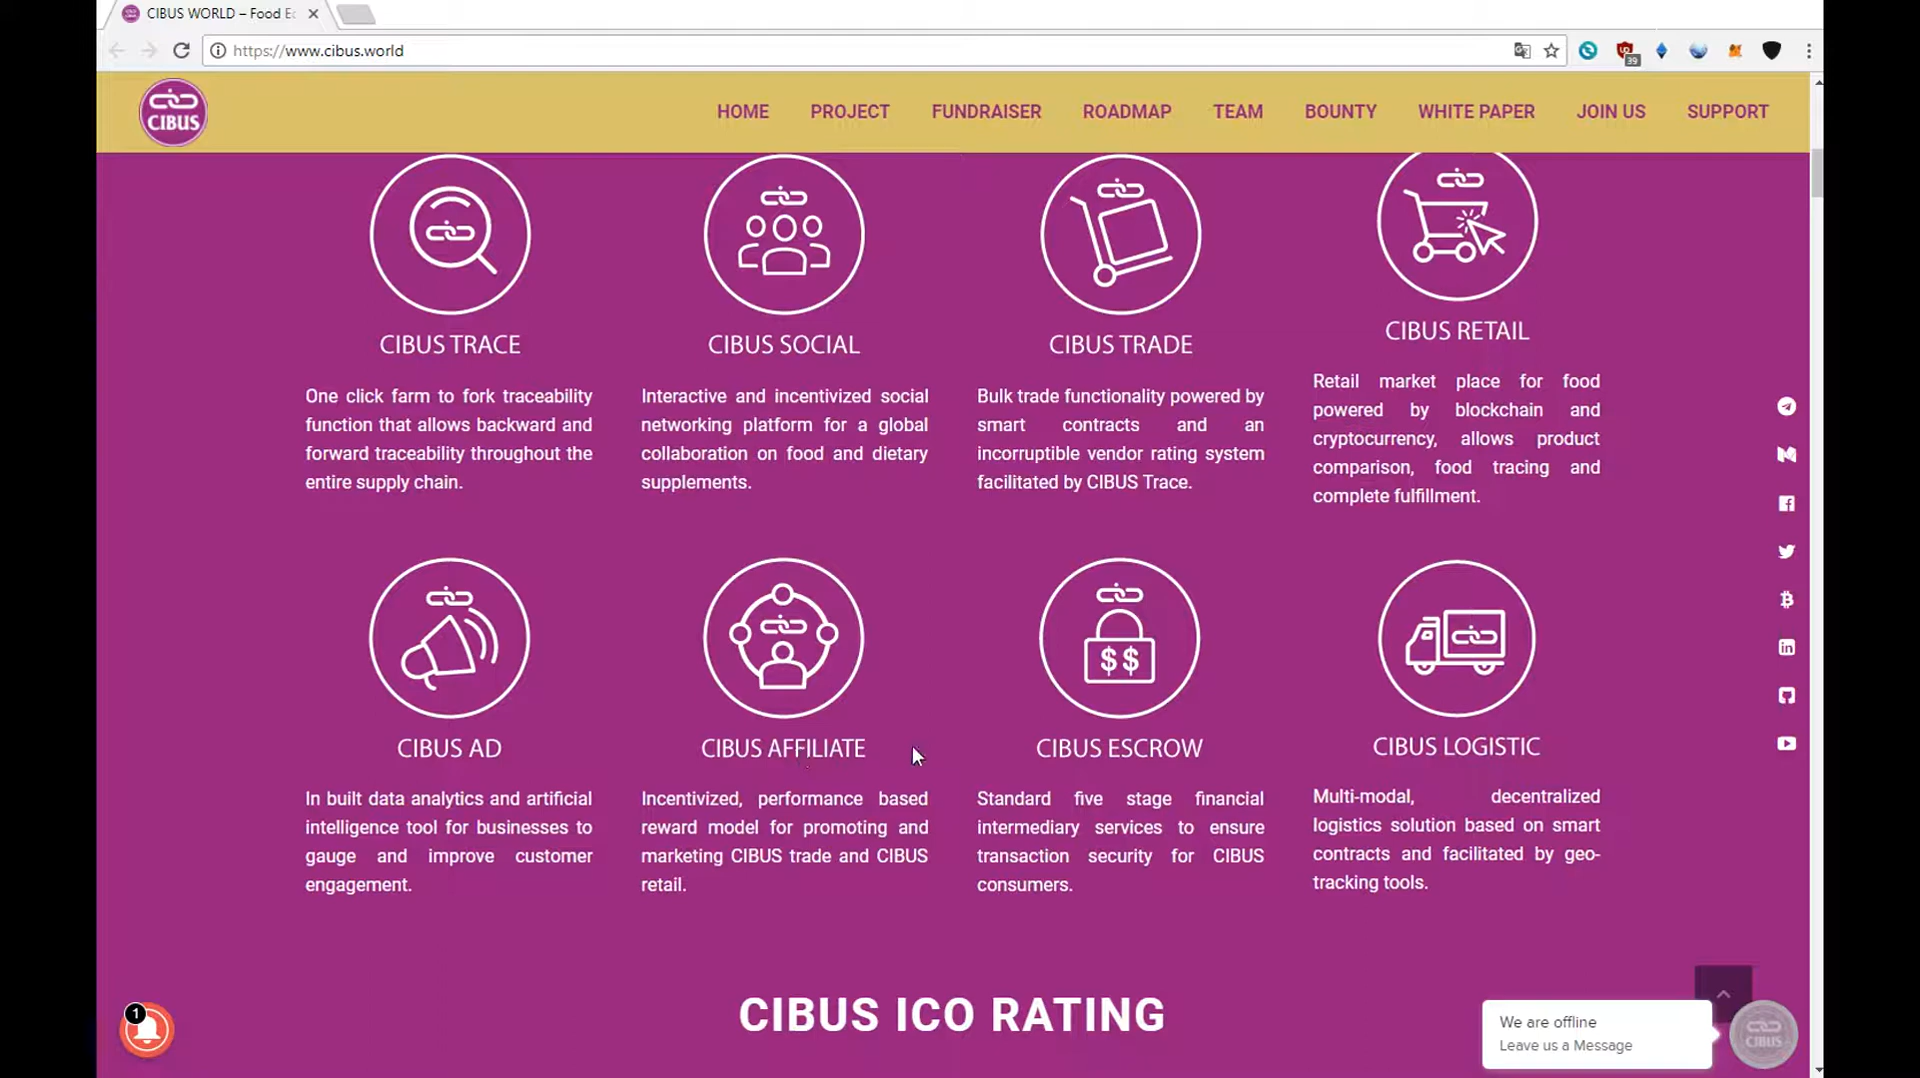 CIBUS WORLD – Food Ec
https://www.cibus.world
39
CIBUS
HOME PROJECT FUNDRAISER ROADMAP TEAM BOUNTY WHITE PAPER JOIN US SUPPORT
CIBUS TRACE
One click farm to fork traceability
function that allows backward and
forward traceability throughout the
entire supply chain.
CIBUS SOCIAL
Interactive and incentivized social
networking platform for a global
collaboration on food and dietary
supplements.
CIBUS TRADE
Bulk trade functionality powered by
smart contracts and an
incorruptible vendor rating system
facilitated by CIBUS Trace.
CIBUS RETAIL
Retail market place for food
powered by blockchain and
cryptocurrency, allows product
comparison, food tracing and
complete fulfillment.
CIBUS AD
In built data analytics and artificial
intelligence tool for businesses to
gauge and improve customer
engagement.
CIBUS AFFILIATE
Incentivized, performance based
reward model for promoting and
marketing CIBUS trade and CIBUS
retail.
$$
CIBUS ESCROW
Standard five stage financial
intermediary services to ensure
transaction security for CIBUS
consumers.
CIBUS LOGISTIC
Multi-modal, decentralized
logistics solution based on smart
contracts and facilitated by geo-
tracking tools.
CIBUS ICO RATING
1
We are offline
Leave us a Message
CIBUS